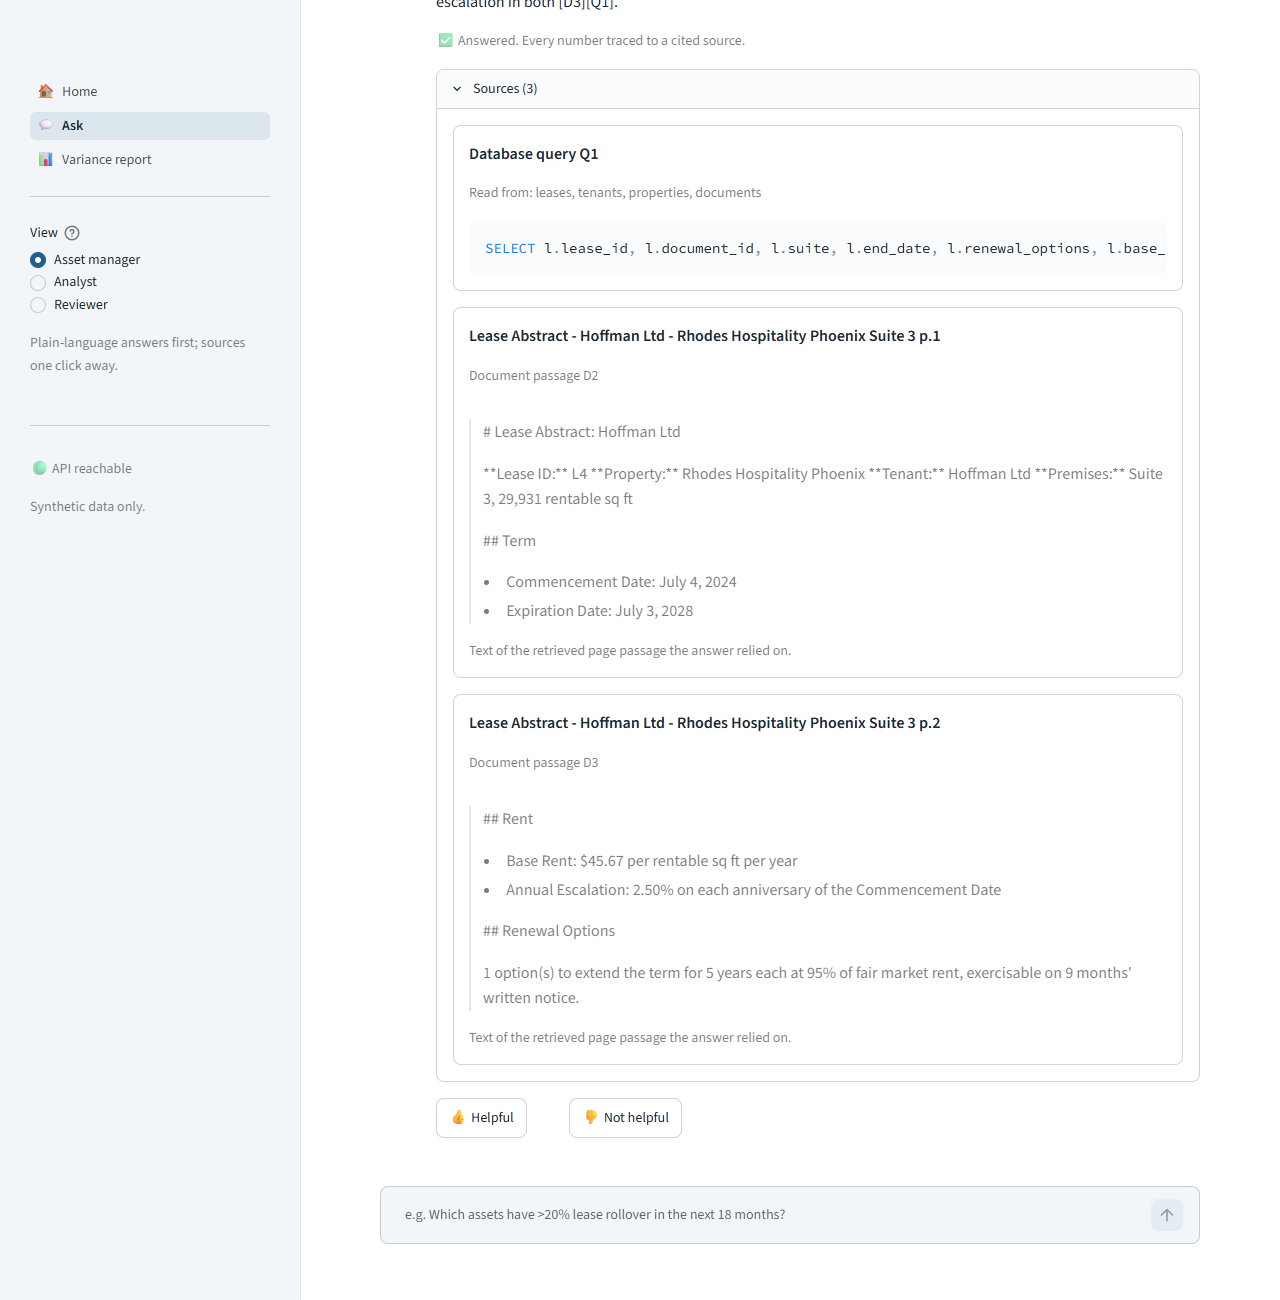 escalation in both [D3][Q1].
✅ Answered. Every number traced to a cited source.
Home
Ask
Variance report
View
Asset manager
Analyst
Reviewer
Plain-language answers first; sources
one click away.
API reachable
Synthetic data only.
Sources (3)
Database query Q1
Read from: leases, tenants, properties, documents
SELECT l.lease_id, l.document_id, l.suite, l.end_date, l.renewal_options, l.base_
Lease Abstract - Hoffman Ltd - Rhodes Hospitality Phoenix Suite 3 p.1
Document passage D2
# Lease Abstract: Hoffman Ltd
**Lease ID:** L4 **Property:** Rhodes Hospitality Phoenix **Tenant:** Hoffman Ltd **Premises:** Suite
3, 29,931 rentable sq ft
## Term
• Commencement Date: July 4, 2024
• Expiration Date: July 3, 2028
Text of the retrieved page passage the answer relied on.
Lease Abstract - Hoffman Ltd - Rhodes Hospitality Phoenix Suite 3 p.2
Document passage D3
## Rent
• Base Rent: $45.67 per rentable sq ft per year
• Annual Escalation: 2.50% on each anniversary of the Commencement Date
## Renewal Options
1 option(s) to extend the term for 5 years each at 95% of fair market rent, exercisable on 9 months'
written notice.
Text of the retrieved page passage the answer relied on.
👍 Helpful
👎 Not helpful
e.g. Which assets have >20% lease rollover in the next 18 months?